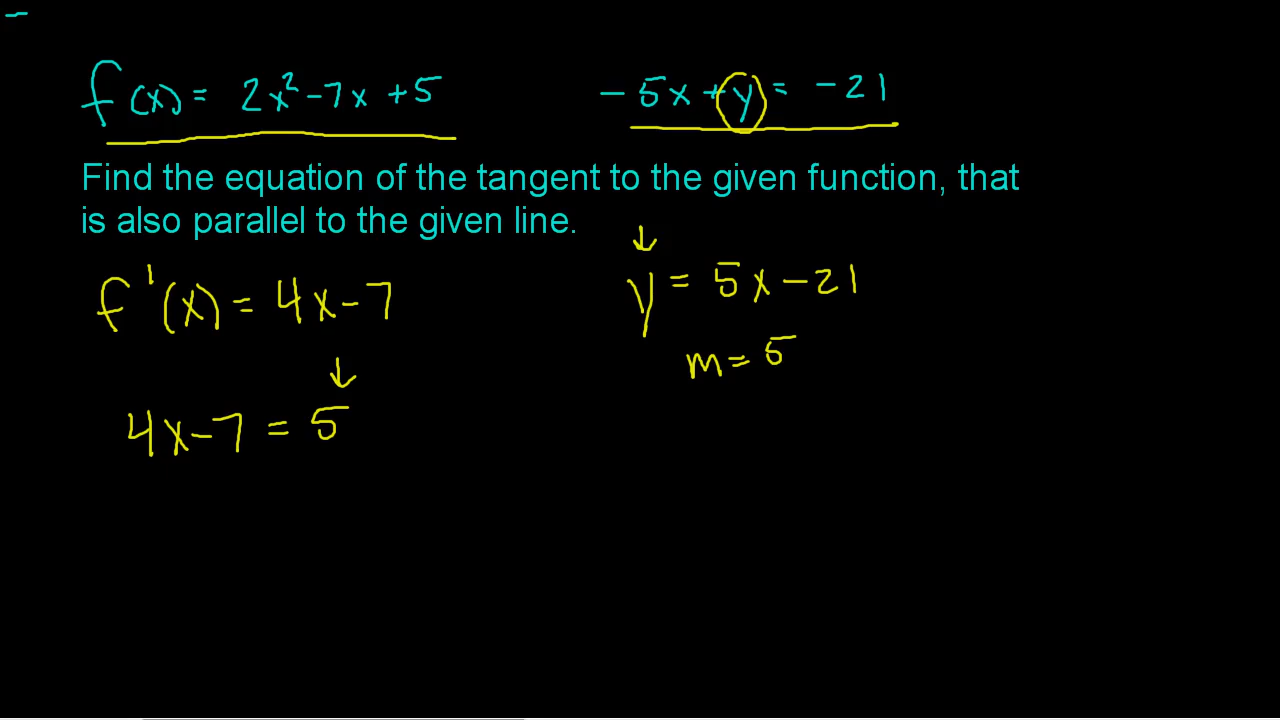 f(x) = 2x² - 7x + 5
-5x + y = -21
Find the equation of the tangent to the given function, that
is also parallel to the given line.
f'(x) = 4x - 7
y = 5x - 21
m = 5
4x - 7 = 5